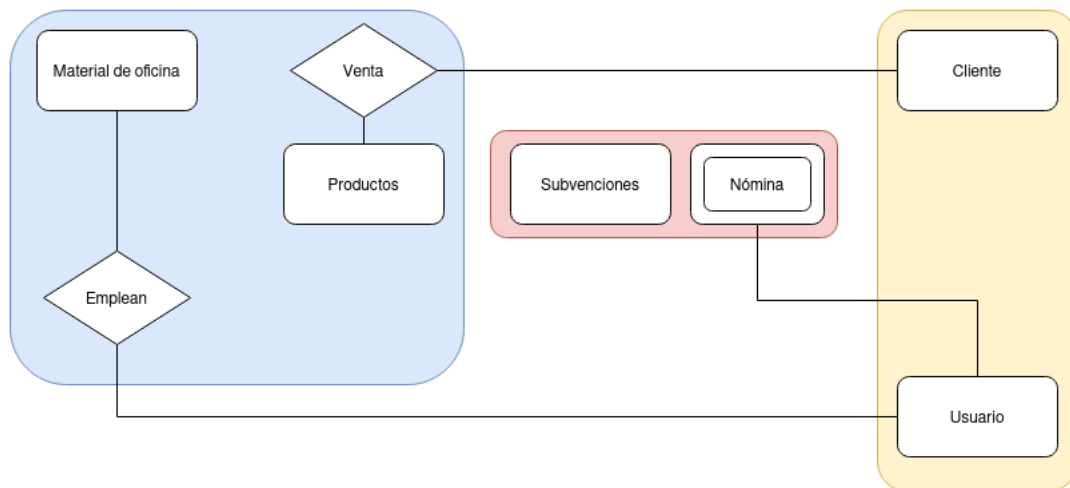 Material de oficina
Venta
Cliente
Productos
Subvenciones
Nómina
Emplean
Usuario